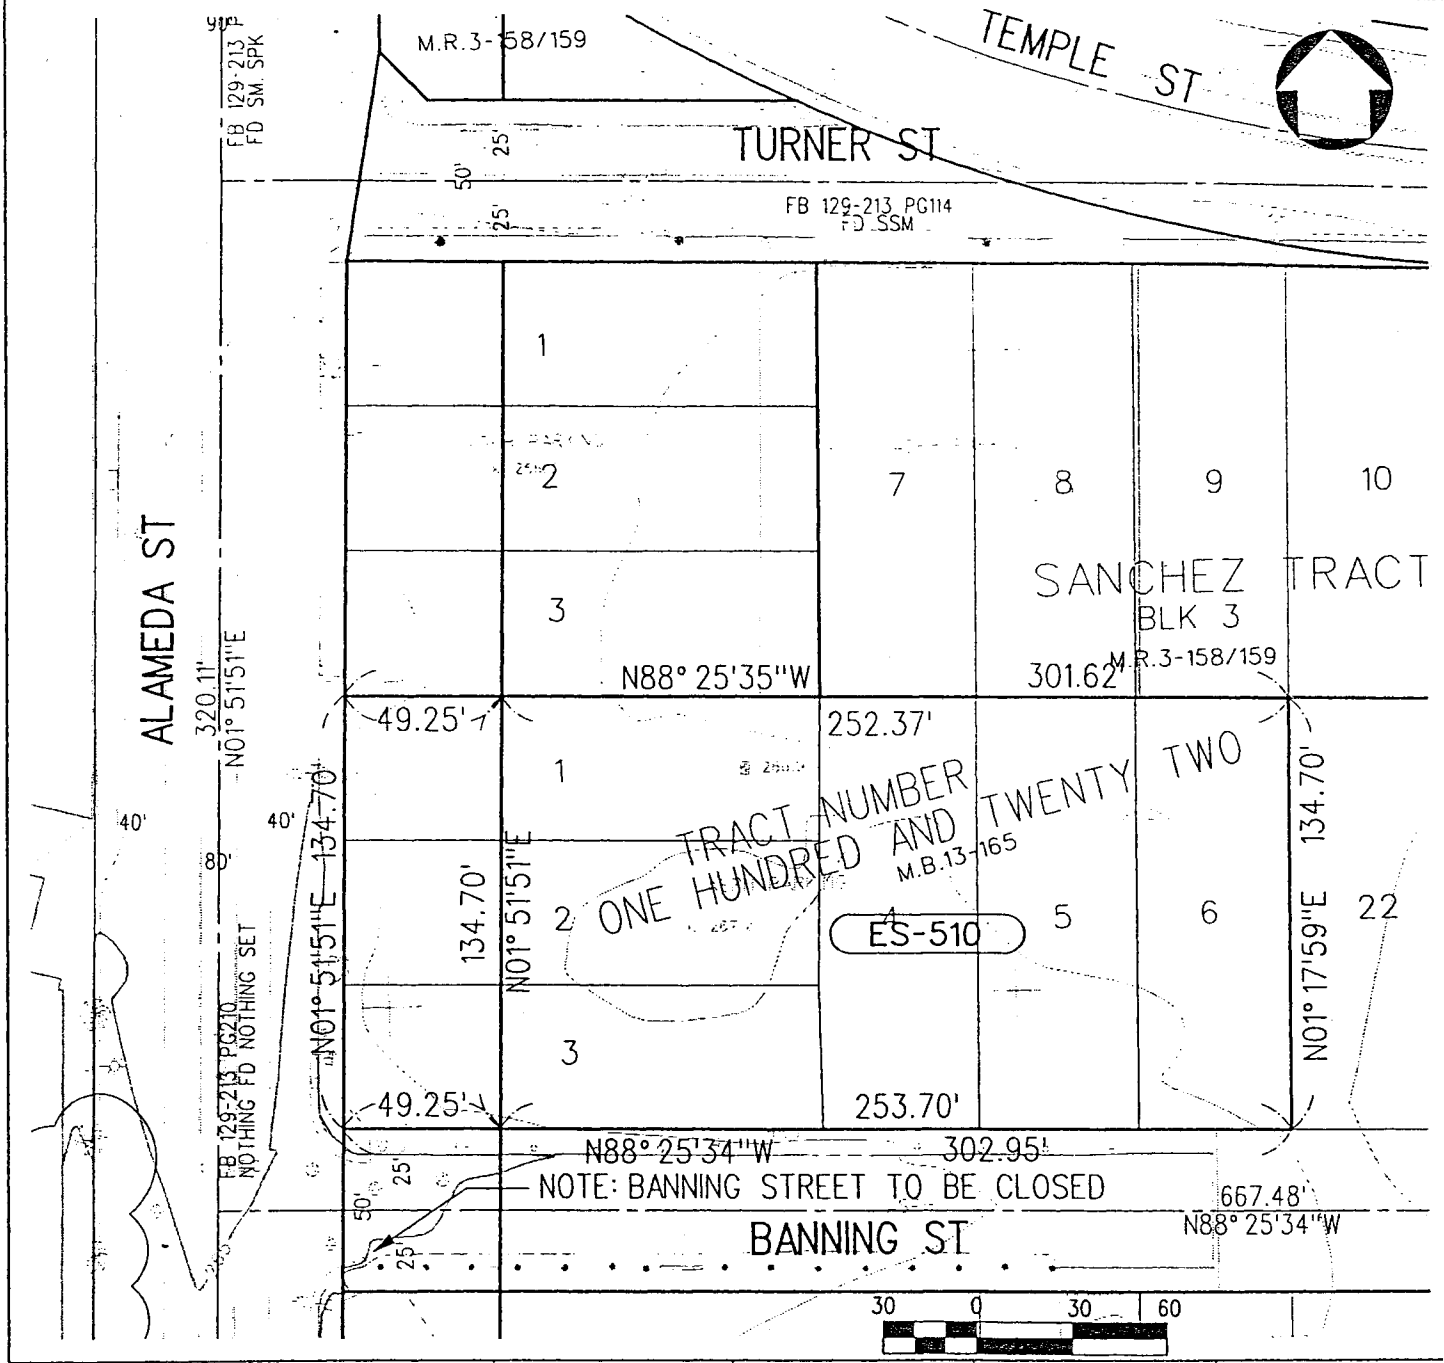 90°
FB 129-213
FD SM. SPK
M.R.3-158/159
TEMPLE ST
TURNER ST
25'
50'
25'
FB 129-213 PG114
FD SSM
1
2
3
7
8
9
10
SANCHEZ TRACT
BLK 3
M.R.3-158/159
ALAMEDA ST
320.11'
N01°51'51"E
N88°25'35"W
301.62'
49.25'
252.37'
1
TRACT NUMBER
ONE HUNDRED AND TWENTY TWO
M.B.13-165
40'
40'
80'
N01°51'51"E 134.70'
134.70'
N01°51'51"E
2
4
ES-510
5
6
22
N01°17'59"E 134.70'
3
FB 129-213 PG210
NOTHING FD NOTHING SET
49.25'
253.70'
N88°25'34"W
302.95'
25'
50'
25'
NOTE: BANNING STREET TO BE CLOSED
667.48'
N88°25'34"W
BANNING ST
30 0 30 60